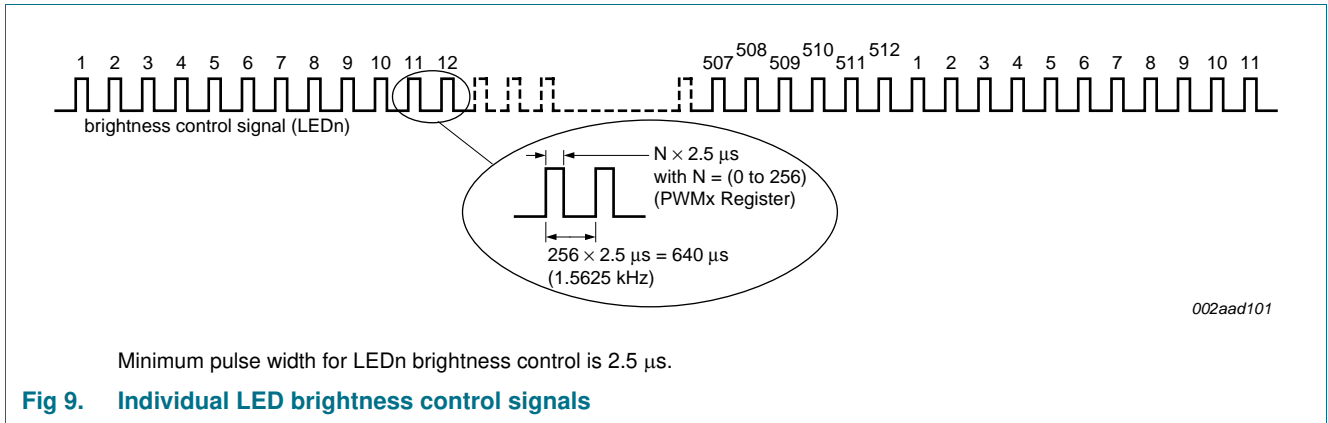 1 2 3 4 5 6 7 8 9 10 11 12 507 508 509 510 511 512 1 2 3 4 5 6 7 8 9 10 11
brightness control signal (LEDn)
N × 2.5 μs
with N = (0 to 256)
(PWMx Register)
256 × 2.5 μs = 640 μs
(1.5625 kHz)
002aad101
Minimum pulse width for LEDn brightness control is 2.5 μs.
Fig 9. Individual LED brightness control signals